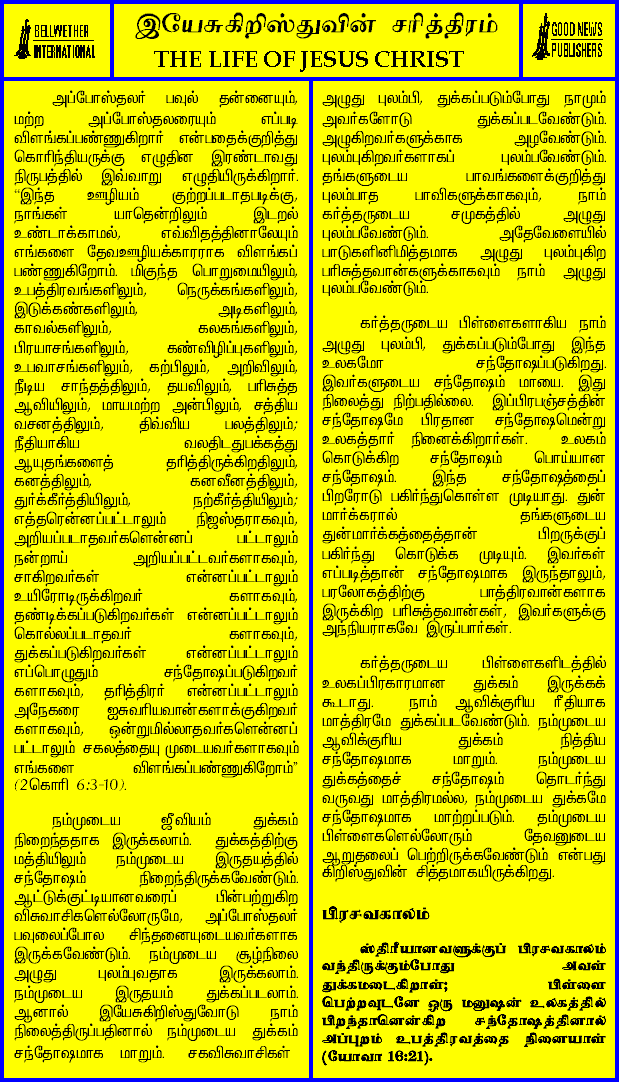 BELLWETHER
INTERNATIONAL
இயேசுகிறிஸ்துவின் சரித்திரம்
THE LIFE OF JESUS CHRIST
GOOD NEWS
PUBLISHERS
அப்போஸ்தலர் பவுல் தன்னையும்,
மற்ற அப்போஸ்தலரையும் எப்படி
விளங்கப்பண்ணுகிறார் என்பதைக்குறித்து
கொரிந்தியருக்கு எழுதின இரண்டாவது
நிருபத்தில் இவ்வாறு எழுதியிருக்கிறார்.
“இந்த ஊழியம் குற்றப்படாதபடிக்கு,
நாங்கள் யாதென்றிலும் இடறல்
உண்டாக்காமல், எவ்விதத்தினாலேயும்
எங்களை தேவஊழியக்காரராக விளங்கப்
பண்ணுகிறோம். மிகுந்த பொறுமையிலும்,
உபத்திரவங்களிலும், நெருக்கங்களிலும்,
இடுக்கண்களிலும், அடிகளிலும்,
காவல்களிலும், கலகங்களிலும்,
பிரயாசங்களிலும், கண்விழிப்புகளிலும்,
உபவாசங்களிலும், கற்பிலும், அறிவிலும்,
நீடிய சாந்தத்திலும், தயவிலும், பரிசுத்த
ஆவியிலும், மாயமற்ற அன்பிலும், சத்திய
வசனத்திலும், திவ்விய பலத்திலும்;
நீதியாகிய வலதிடதுபக்கத்து
ஆயுதங்களைத் தரித்திருக்கிறதிலும்,
கனத்திலும், கனவீனத்திலும்,
துர்க்கீர்த்தியிலும், நற்கீர்த்தியிலும்;
எத்தரென்னப்பட்டாலும் நிஜஸ்தராகவும்,
அறியப்படாதவர்களென்னப் பட்டாலும்
நன்றாய் அறியப்பட்டவர்களாகவும்,
சாகிறவர்கள் என்னப்பட்டாலும்
உயிரோடிருக்கிறவர் களாகவும்,
தண்டிக்கப்படுகிறவர்கள் என்னப்பட்டாலும்
கொல்லப்படாதவர் களாகவும்,
துக்கப்படுகிறவர்கள் என்னப்பட்டாலும்
எப்பொழுதும் சந்தோஷப்படுகிறவர்
களாகவும், தரித்திரர் என்னப்பட்டாலும்
அநேகரை ஐசுவரியவான்களாக்குகிறவர்
களாகவும், ஒன்றுமில்லாதவர்களென்னப்
பட்டாலும் சகலத்தையு முடையவர்களாகவும்
எங்களை விளங்கப்பண்ணுகிறோம்”
(2கொரி 6:3-10).
நம்முடைய ஜீவியம் துக்கம்
நிறைந்ததாக இருக்கலாம். துக்கத்திற்கு
மத்தியிலும் நம்முடைய இருதயத்தில்
சந்தோஷம் நிறைந்திருக்கவேண்டும்.
ஆட்டுக்குட்டியானவரைப் பின்பற்றுகிற
விசுவாசிகளெல்லோருமே, அப்போஸ்தலர்
பவுலைப்போல சிந்தனையுடையவர்களாக
இருக்கவேண்டும். நம்முடைய சூழ்நிலை
அழுது புலம்புவதாக இருக்கலாம்.
நம்முடைய இருதயம் துக்கப்படலாம்.
ஆனால் இயேசுகிறிஸ்துவோடு நாம்
நிலைத்திருப்பதினால் நம்முடைய துக்கம்
சந்தோஷமாக மாறும். சகவிசுவாசிகள்
அழுது புலம்பி, துக்கப்படும்போது நாமும்
அவர்களோடு துக்கப்படவேண்டும்.
அழுகிறவர்களுக்காக அழவேண்டும்.
புலம்புகிறவர்களாகப் புலம்பவேண்டும்.
தங்களுடைய பாவங்களைக்குறித்து
புலம்பாத பாவிகளுக்காகவும், நாம்
கர்த்தருடைய சமுகத்தில் அழுது
புலம்பவேண்டும். அதேவேளையில்
பாடுகளினிமித்தமாக அழுது புலம்புகிற
பரிசுத்தவான்களுக்காகவும் நாம் அழுது
புலம்பவேண்டும்.
கர்த்தருடைய பிள்ளைகளாகிய நாம்
அழுது புலம்பி, துக்கப்படும்போது இந்த
உலகமோ சந்தோஷப்படுகிறது.
இவர்களுடைய சந்தோஷம் மாயை. இது
நிலைத்து நிற்பதில்லை. இப்பிரபஞ்சத்தின்
சந்தோஷமே பிரதான சந்தோஷமென்று
உலகத்தார் நினைக்கிறார்கள். உலகம்
கொடுக்கிற சந்தோஷம் பொய்யான
சந்தோஷம். இந்த சந்தோஷத்தைப்
பிறரோடு பகிர்ந்துகொள்ள முடியாது. துன்
மார்க்கரால் தங்களுடைய
துன்மார்க்கத்தைத்தான் பிறருக்குப்
பகிர்ந்து கொடுக்க முடியும். இவர்கள்
எப்படித்தான் சந்தோஷமாக இருந்தாலும்,
பரலோகத்திற்கு பாத்திரவான்களாக
இருக்கிற பரிசுத்தவான்கள், இவர்களுக்கு
அந்நியராகவே இருப்பார்கள்.
கர்த்தருடைய பிள்ளைகளிடத்தில்
உலகப்பிரகாரமான துக்கம் இருக்கக்
கூடாது. நாம் ஆவிக்குரிய ரீதியாக
மாத்திரமே துக்கப்படவேண்டும். நம்முடைய
ஆவிக்குரிய துக்கம் நித்திய
சந்தோஷமாக மாறும். நம்முடைய
துக்கத்தைச் சந்தோஷம் தொடர்ந்து
வருவது மாத்திரமல்ல, நம்முடைய துக்கமே
சந்தோஷமாக மாற்றப்படும். தம்முடைய
பிள்ளைகளெல்லோரும் தேவனுடைய
ஆறுதலைப் பெற்றிருக்கவேண்டும் என்பது
கிறிஸ்துவின் சித்தமாகயிருக்கிறது.
பிரசவகாலம்
ஸ்திரீயானவளுக்குப் பிரசவகாலம்
வந்திருக்கும்போது அவள்
துக்கமடைகிறாள்; பிள்ளை
பெற்றவுடனே ஒரு மனுஷன் உலகத்தில்
பிறந்தானென்கிற சந்தோஷத்தினால்
அப்புறம் உபத்திரவத்தை நினையாள்
(யோவா 16:21).